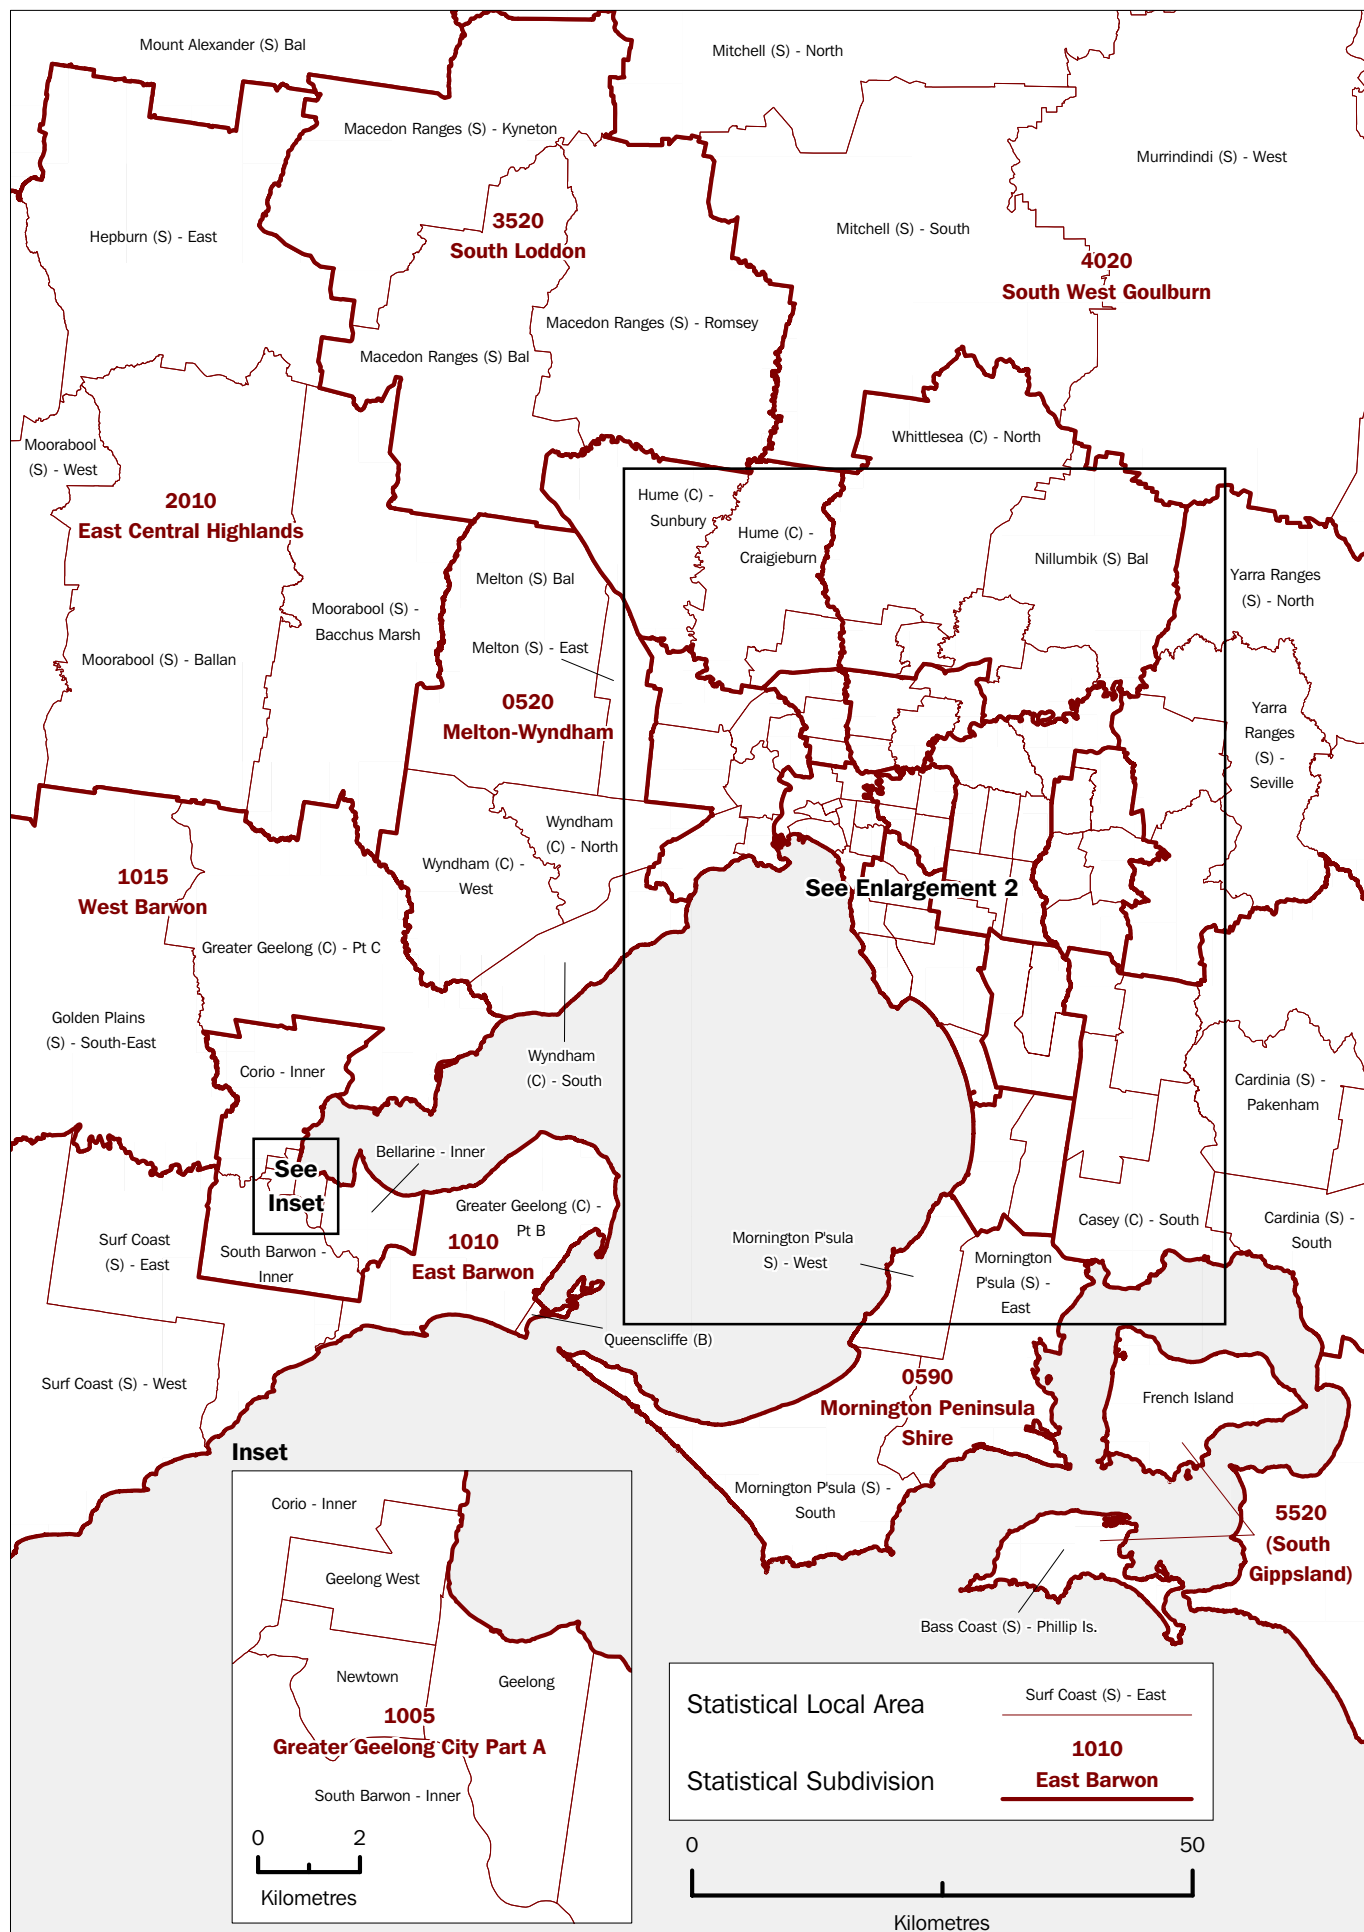 Mount Alexander (S) Bal
Mitchell (S) - North
Macedon Ranges (S) - Kyneton
Murrindindi (S) - West
Hepburn (S) - East
3520
South Loddon
Mitchell (S) - South
4020
South West Goulburn
Macedon Ranges (S) - Romsey
Macedon Ranges (S) Bal
Moorabool
(S) - West
Whittlesea (C) - North
2010
East Central Highlands
Hume (C) -
Sunbury
Hume (C) -
Craigieburn
Nillumbik (S) Bal
Yarra Ranges
(S) - North
Melton (S) Bal
Moorabool (S) -
Bacchus Marsh
Melton (S) - East
Moorabool (S) - Ballan
0520
Melton-Wyndham
Yarra
Ranges
(S) -
Seville
Wyndham
(C) - North
Wyndham (C) -
West
1015
West Barwon
See Enlargement 2
Greater Geelong (C) - Pt C
Golden Plains
(S) - South-East
Wyndham
(C) - South
Corio - Inner
Cardinia (S) -
Pakenham
See
Inset
Bellarine - Inner
Greater Geelong (C) -
Pt B
Surf Coast
(S) - East
South Barwon -
Inner
1010
East Barwon
Mornington P'sula
S) - West
Mornington
P'sula (S) -
East
Casey (C) - South
Cardinia (S) -
South
Queenscliffe (B)
Surf Coast (S) - West
0590
Mornington Peninsula
Shire
French Island
Mornington P'sula (S) -
South
5520
(South
Gippsland)
Bass Coast (S) - Phillip Is.
Inset
Corio - Inner
Geelong West
Newtown
Geelong
1005
Greater Geelong City Part A
South Barwon - Inner
0
2
Kilometres
Statistical Local Area
Surf Coast (S) - East
Statistical Subdivision
1010
East Barwon
0
50
Kilometres